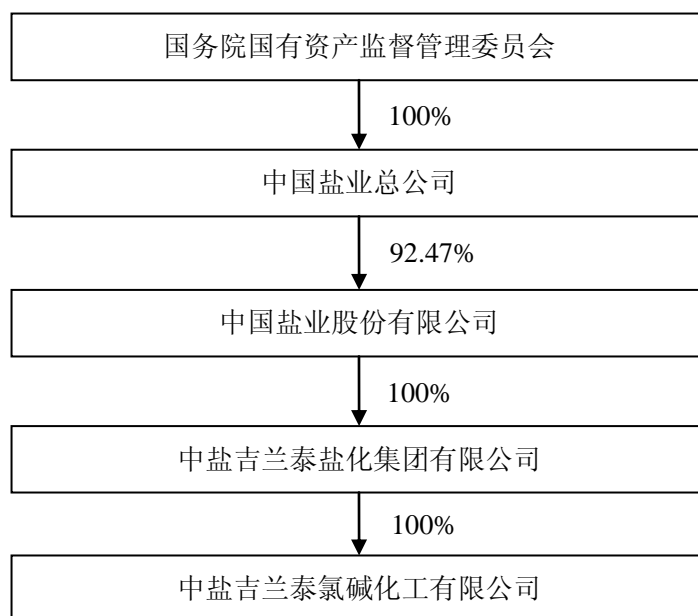 国务院国有资产监督管理委员会
100%
中国盐业总公司
92.47%
中国盐业股份有限公司
100%
中盐吉兰泰盐化集团有限公司
100%
中盐吉兰泰氯碱化工有限公司